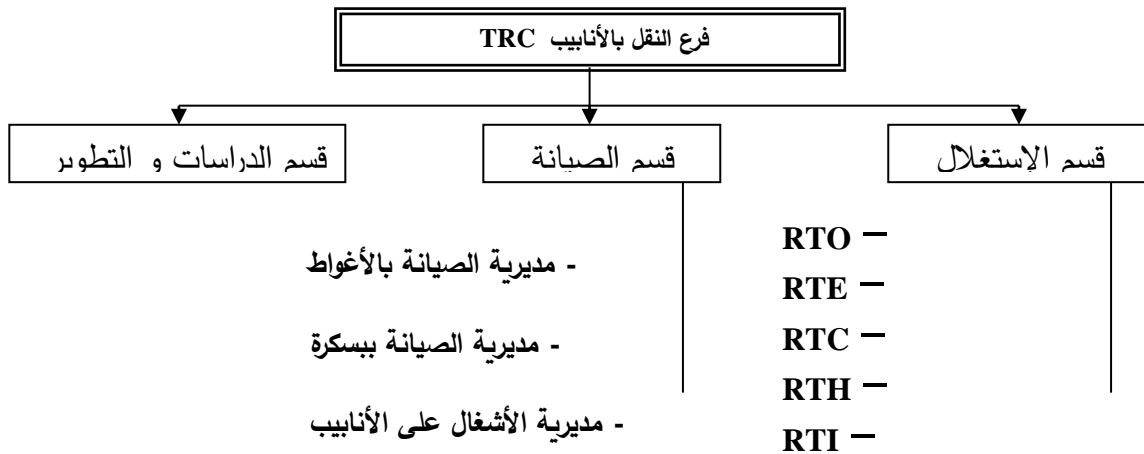 فرع النقل بالأنابيب TRC
قسم الإستغلال
قسم الصيانة
قسم الدراسات و التطوير
RTO –
RTE –
RTC –
RTH –
RTI –
- مديرية الصيانة بالأغواط
- مديرية الصيانة ببسكرة
- مديرية الأشغال على الأنابيب